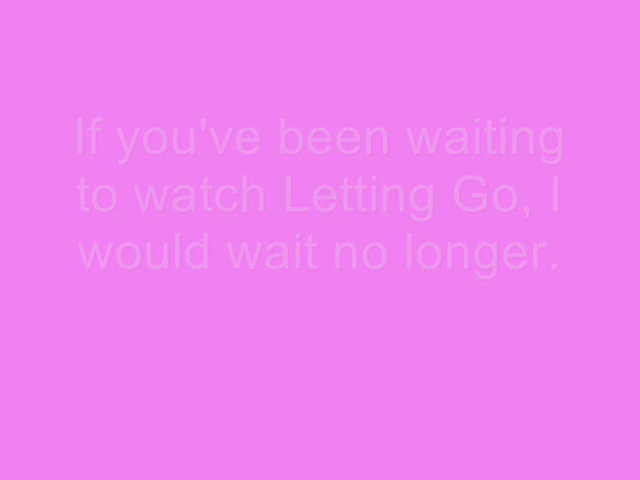 If you've been waiting
to watch Letting Go, I
would wait no longer.